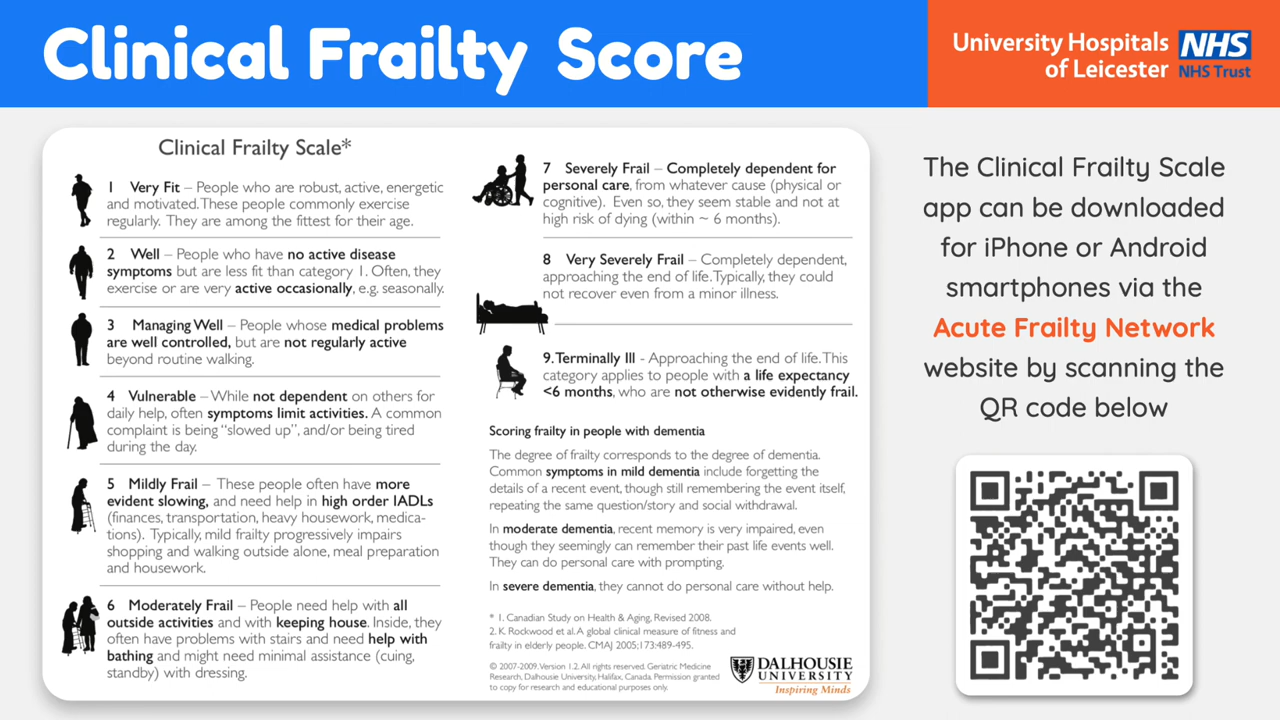 Clinical Frailty Score
University Hospitals
of Leicester
NHS
NHS Trust
Clinical Frailty Scale*
1 Very Fit – People who are robust, active, energetic
and motivated. These people commonly exercise
regularly. They are among the fittest for their age.
2 Well – People who have no active disease
symptoms but are less fit than category 1. Often, they
exercise or are very active occasionally, e.g. seasonally.
3 Managing Well – People whose medical problems
are well controlled, but are not regularly active
beyond routine walking.
4 Vulnerable – While not dependent on others for
daily help, often symptoms limit activities. A common
complaint is being “slowed up”, and/or being tired
during the day.
5 Mildly Frail – These people often have more
evident slowing, and need help in high order IADLs
(finances, transportation, heavy housework, medica-
tions). Typically, mild frailty progressively impairs
shopping and walking outside alone, meal preparation
and housework.
6 Moderately Frail – People need help with all
outside activities and with keeping house. Inside, they
often have problems with stairs and need help with
bathing and might need minimal assistance (cuing,
standby) with dressing.
7 Severely Frail – Completely dependent for
personal care, from whatever cause (physical or
cognitive). Even so, they seem stable and not at
high risk of dying (within ~ 6 months).
8 Very Severely Frail – Completely dependent,
approaching the end of life. Typically, they could
not recover even from a minor illness.
9. Terminally Ill - Approaching the end of life. This
category applies to people with a life expectancy
<6 months, who are not otherwise evidently frail.
Scoring frailty in people with dementia
The degree of frailty corresponds to the degree of dementia.
Common symptoms in mild dementia include forgetting the
details of a recent event, though still remembering the event itself,
repeating the same question/story and social withdrawal.
In moderate dementia, recent memory is very impaired, even
though they seemingly can remember their past life events well.
They can do personal care with prompting.
In severe dementia, they cannot do personal care without help.
* 1. Canadian Study on Health & Aging, Revised 2008.
2. K. Rockwood et al. A global clinical measure of fitness and
frailty in elderly people. CMAJ 2005;173:489-495.
© 2007-2009. Version 1.2. All rights reserved. Geriatric Medicine
Research, Dalhousie University, Halifax, Canada. Permission granted
to copy for research and educational purposes only.
DALHOUSIE
UNIVERSITY
Inspiring Minds
The Clinical Frailty Scale
app can be downloaded
for iPhone or Android
smartphones via the
Acute Frailty Network
website by scanning the
QR code below